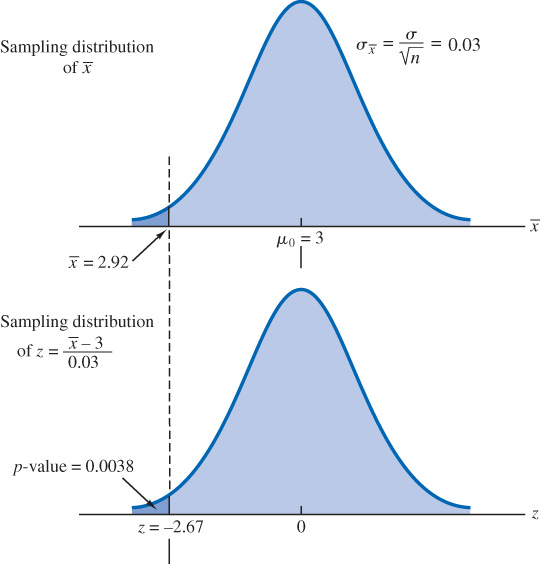 Sampling distribution
of x̅
σx̅ = σ/√n = 0.03
x̅
μ₀ = 3
x̅ = 2.92
Sampling distribution
of z = x̅ – 3/0.03
p-value = 0.0038
z = –2.67
0
z